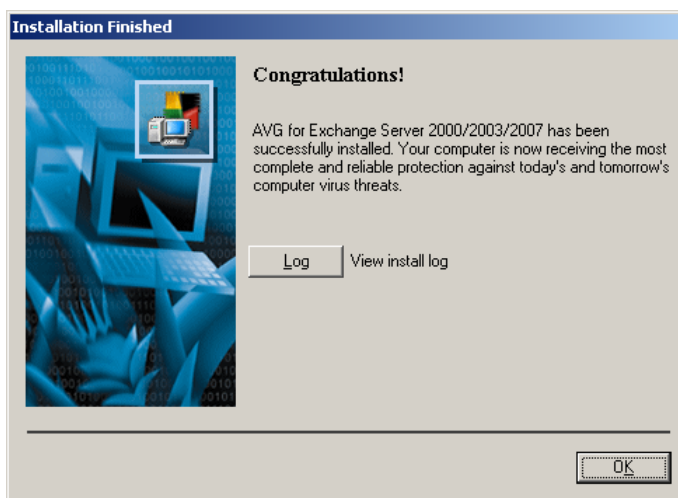 Installation Finished
Congratulations!
AVG for Exchange Server 2000/2003/2007 has been
successfully installed. Your computer is now receiving the most
complete and reliable protection against today's and tomorrow's
computer virus threats.
Log View install log
OK